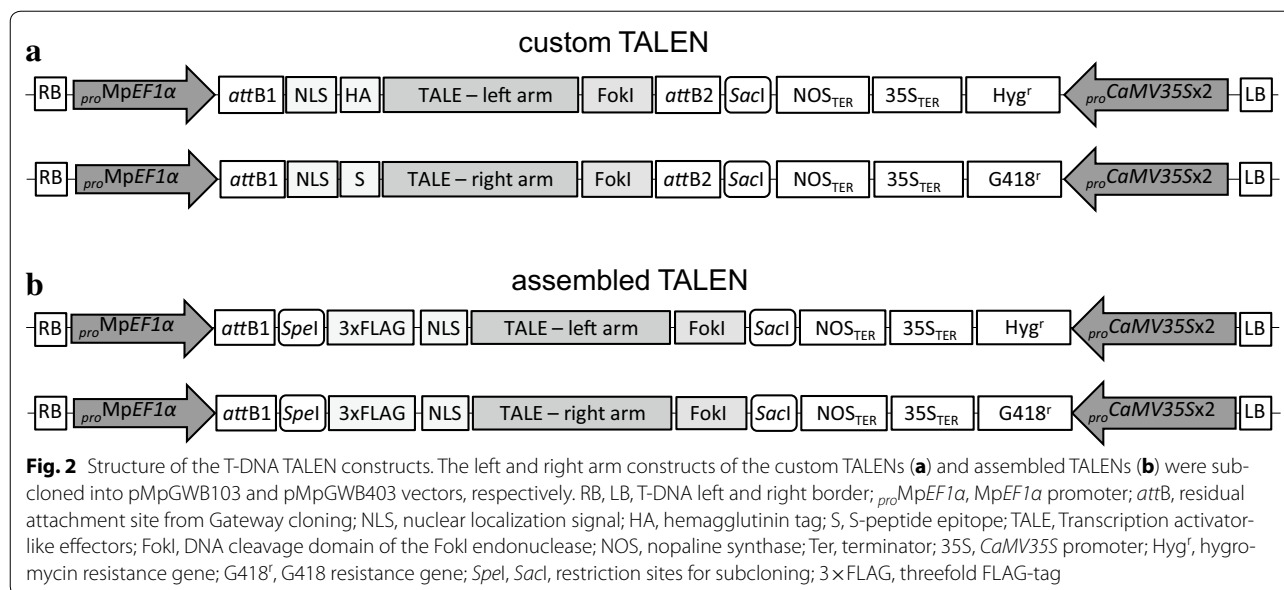 a
custom TALEN
RB proMpEF1α attB1 NLS HA TALE – left arm FokI attB2 SacI NOSTER 35STER Hygr proCaMV35Sx2 LB
RB proMpEF1α attB1 NLS S TALE – right arm FokI attB2 SacI NOSTER 35STER G418r proCaMV35Sx2 LB
b
assembled TALEN
RB proMpEF1α attB1 SpeI 3xFLAG NLS TALE – left arm FokI SacI NOSTER 35STER Hygr proCaMV35Sx2 LB
RB proMpEF1α attB1 SpeI 3xFLAG NLS TALE – right arm FokI SacI NOSTER 35STER G418r proCaMV35Sx2 LB
Fig. 2 Structure of the T-DNA TALEN constructs. The left and right arm constructs of the custom TALENs (a) and assembled TALENs (b) were sub-
cloned into pMpGWB103 and pMpGWB403 vectors, respectively. RB, LB, T-DNA left and right border; proMpEF1α, MpEF1α promoter; attB, residual
attachment site from Gateway cloning; NLS, nuclear localization signal; HA, hemagglutinin tag; S, S-peptide epitope; TALE, Transcription activator-
like effectors; FokI, DNA cleavage domain of the FokI endonuclease; NOS, nopaline synthase; Ter, terminator; 35S, CaMV35S promoter; Hygr, hygro-
mycin resistance gene; G418r, G418 resistance gene; SpeI, SacI, restriction sites for subcloning; 3×FLAG, threefold FLAG-tag